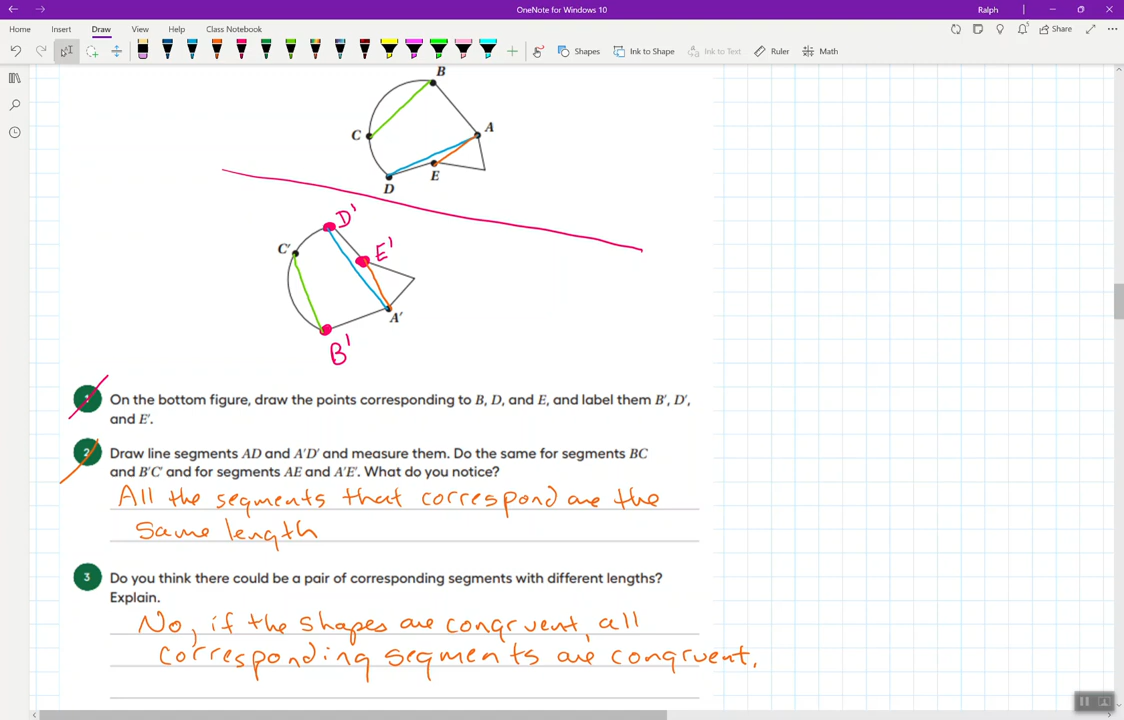 OneNote for Windows 10
Ralph
Home Insert Draw View Help Class Notebook
Share
Shapes Ink to Shape Ink to Text Ruler Math
B
C
A
E
D
D'
C'
E'
A'
B'
1 On the bottom figure, draw the points corresponding to B, D, and E, and label them B', D',
and E'.
2 Draw line segments AD and A'D' and measure them. Do the same for segments BC
and B'C' and for segments AE and A'E'. What do you notice?
All the segments that correspond are the
same length
3 Do you think there could be a pair of corresponding segments with different lengths?
Explain.
No, if the shapes are congruent, all
corresponding segments are congruent.